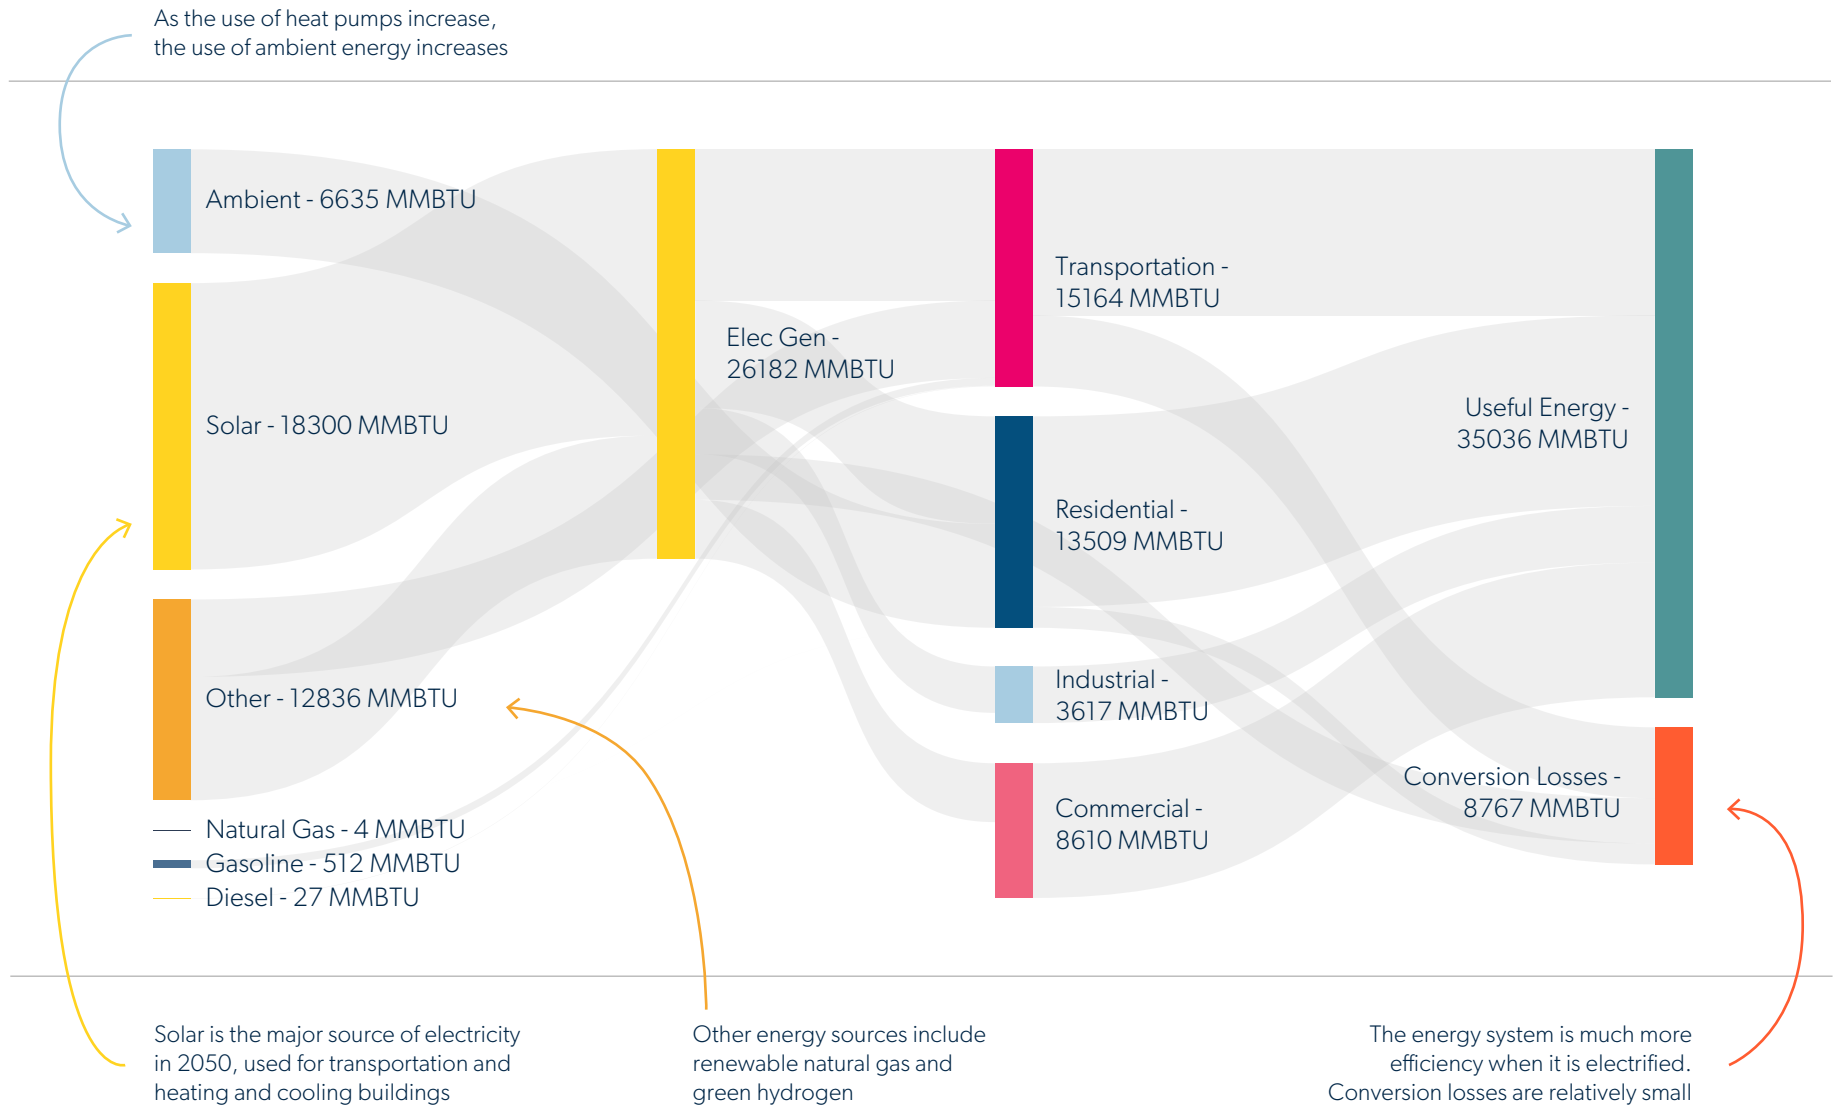 As the use of heat pumps increase,
the use of ambient energy increases
Ambient - 6635 MMBTU
Solar - 18300 MMBTU
Other - 12836 MMBTU
Natural Gas - 4 MMBTU
Gasoline - 512 MMBTU
Diesel - 27 MMBTU
Elec Gen -
26182 MMBTU
Transportation -
15164 MMBTU
Residential -
13509 MMBTU
Industrial -
3617 MMBTU
Commercial -
8610 MMBTU
Useful Energy -
35036 MMBTU
Conversion Losses -
8767 MMBTU
Solar is the major source of electricity
in 2050, used for transportation and
heating and cooling buildings
Other energy sources include
renewable natural gas and
green hydrogen
The energy system is much more
efficiency when it is electrified.
Conversion losses are relatively small